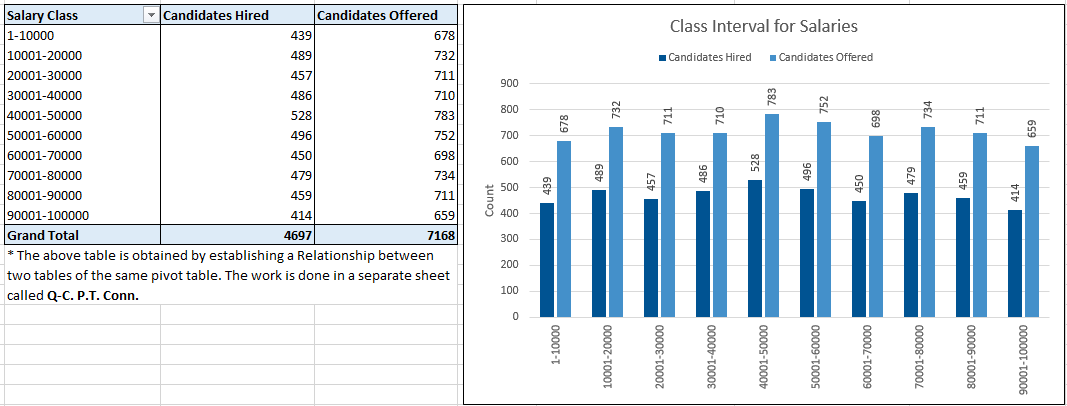 Salary Class Candidates Hired Candidates Offered
1-10000 439 678
10001-20000 489 732
20001-30000 457 711
30001-40000 486 710
40001-50000 528 783
50001-60000 496 752
60001-70000 450 698
70001-80000 479 734
80001-90000 459 711
90001-100000 414 659
Grand Total 4697 7168
* The above table is obtained by establishing a Relationship between
two tables of the same pivot table. The work is done in a separate sheet
called Q-C. P.T. Conn.
Class Interval for Salaries
Candidates Hired Candidates Offered
Count
900
800
700
600
500
400
300
200
100
0
439 678 489 732 457 711 486 710 528 783 496 752 450 698 479 734 459 711 414 659
1-10000 10001-20000 20001-30000 30001-40000 40001-50000 50001-60000 60001-70000 70001-80000 80001-90000 90001-100000